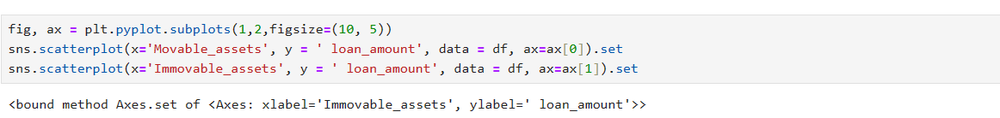 fig, ax = plt.pyplot.subplots(1,2,figsize=(10, 5))
sns.scatterplot(x='Movable_assets', y = ' loan_amount', data = df, ax=ax[0]).set
sns.scatterplot(x='Immovable_assets', y = ' loan_amount', data = df, ax=ax[1]).set
<bound method Axes.set of <Axes: xlabel='Immovable_assets', ylabel=' loan_amount'>>